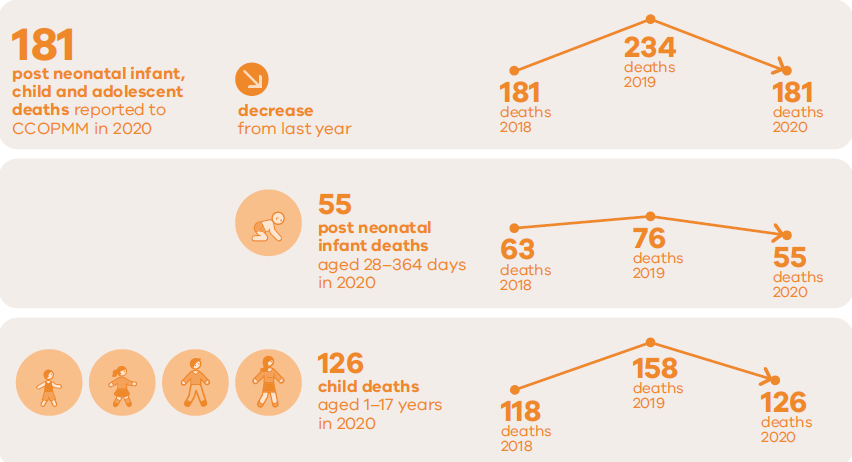 181
post neonatal infant,
child and adolescent
deaths reported to
CCOPMM in 2020
decrease
from last year
181
deaths
2018
234
deaths
2019
181
deaths
2020
55
post neonatal
infant deaths
aged 28–364 days
in 2020
63
deaths
2018
76
deaths
2019
55
deaths
2020
126
child deaths
aged 1–17 years
in 2020
118
deaths
2018
158
deaths
2019
126
deaths
2020